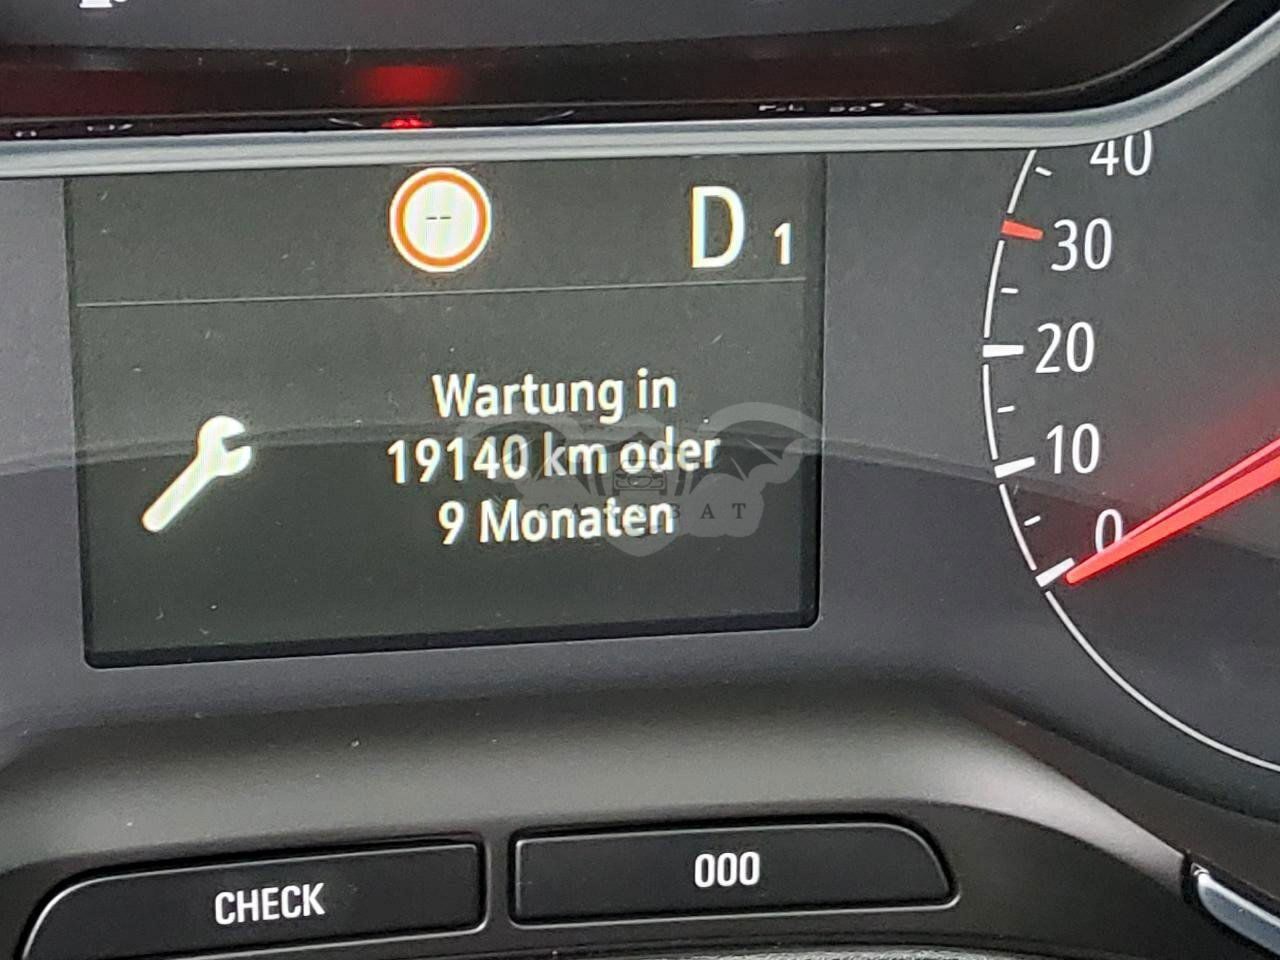 --
D 1
Wartung in
19140 km oder
9 Monaten
40
30
20
10
0
CHECK
000